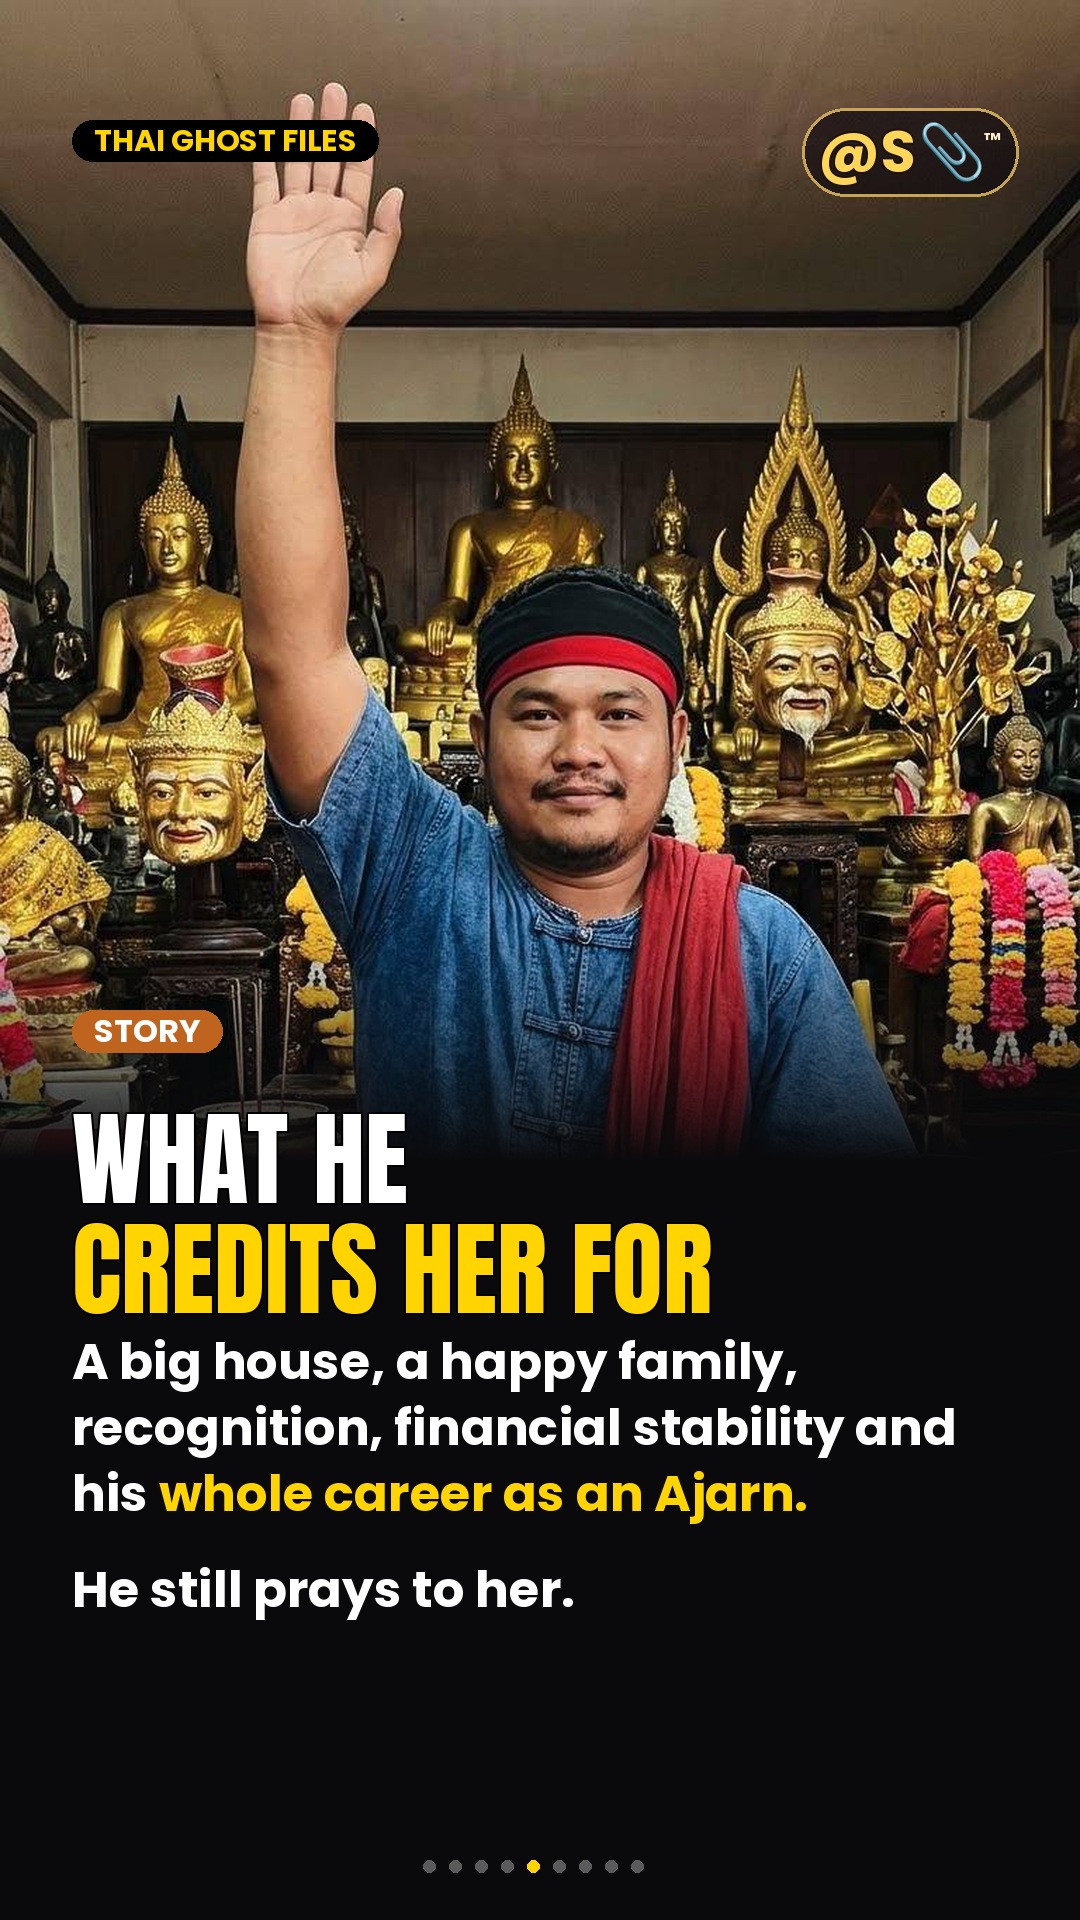 THAI GHOST FILES
@S📎™
STORY
WHAT HE
CREDITS HER FOR
A big house, a happy family,
recognition, financial stability and
his whole career as an Ajarn.
He still prays to her.